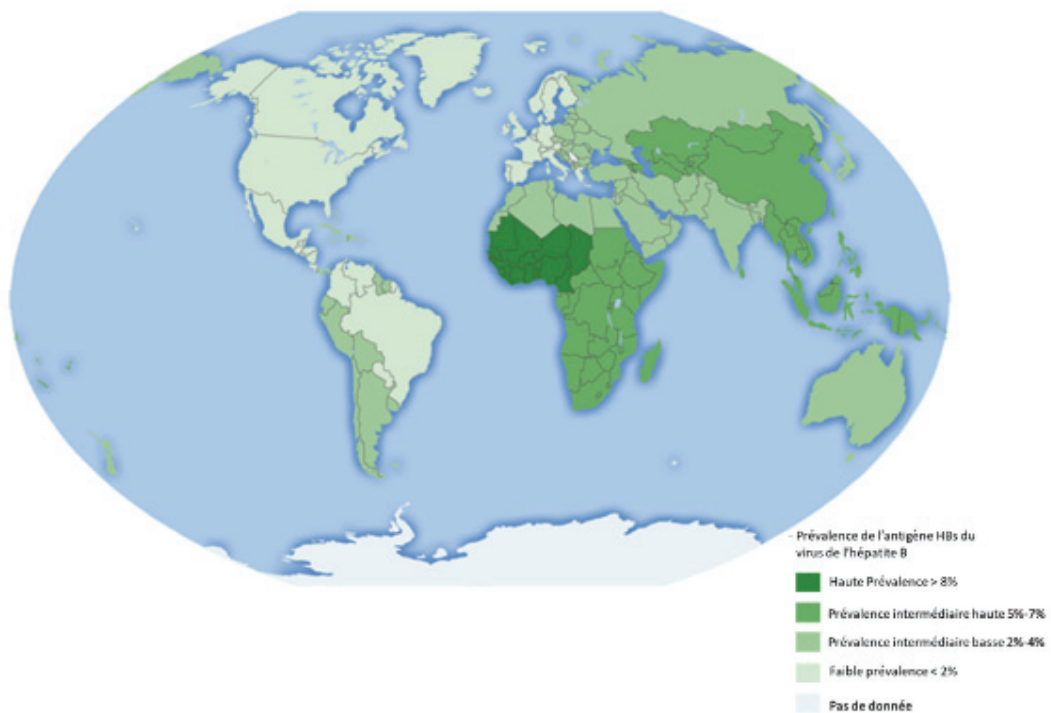 - Prévalence de l'antigène HBs du
virus de l'hépatite B
Haute Prévalence > 8%
Prévalence intermédiaire haute 5%-7%
Prévalence intermédiaire basse 2%-4%
Faible prévalence < 2%
Pas de donnée